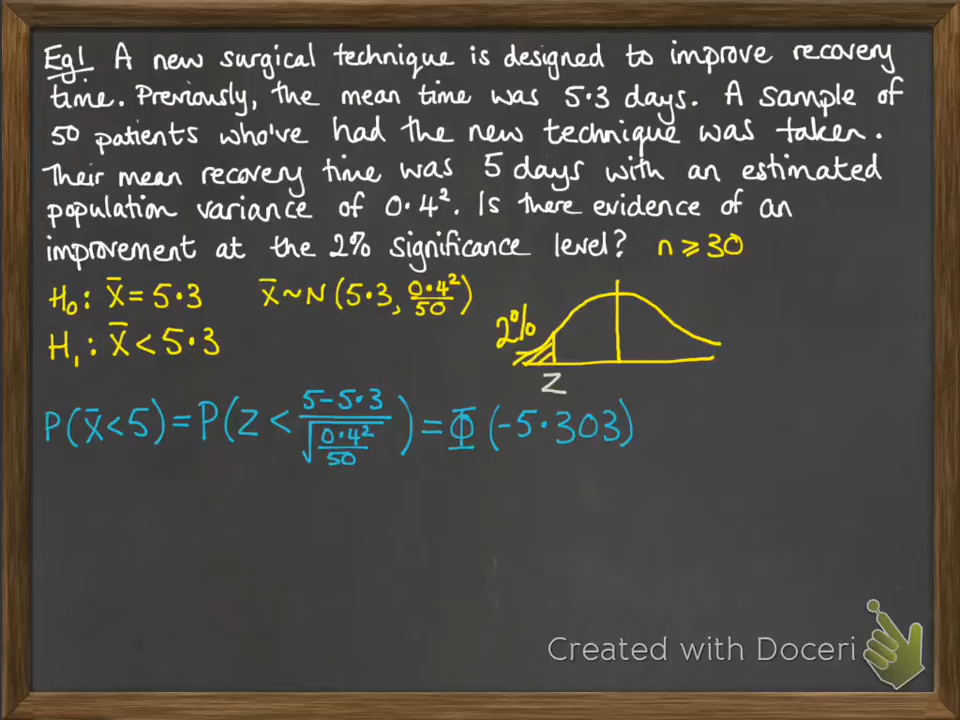 Eg1 A new surgical technique is designed to improve recovery
time. Previously, the mean time was 5·3 days. A sample of
50 patients who've had the new technique was taken.
Their mean recovery time was 5 days with an estimated
population variance of 0·4². Is there evidence of an
improvement at the 2% significance level? n ⩾ 30
H₀: X̄ = 5·3 X̄ ~ N (5·3, 0·4²/50)
2%
H₁: X̄ < 5·3
Z
P(X̄ < 5) = P(Z < (5-5·3)/√(0·4²/50)) = Φ(-5·303)
Created with Doceri